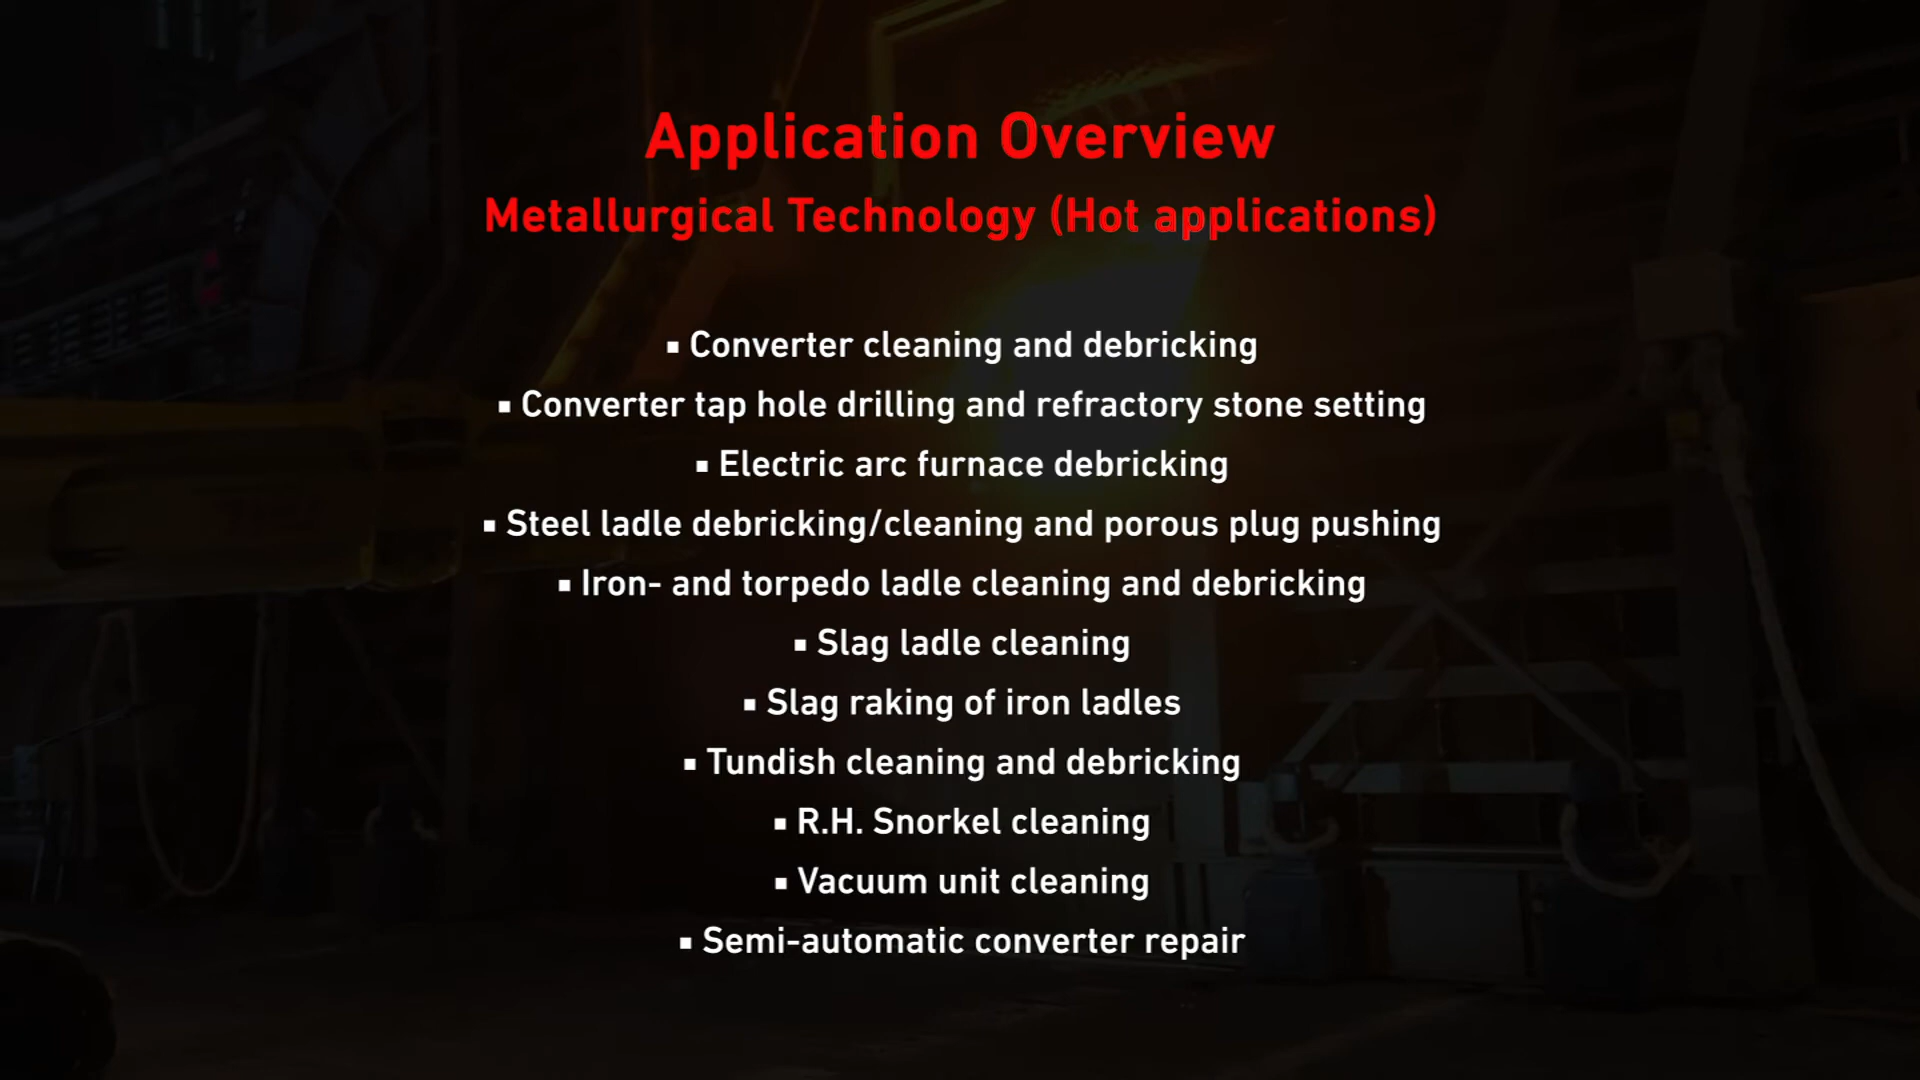 Application Overview
Metallurgical Technology (Hot applications)
▪ Converter cleaning and debricking
▪ Converter tap hole drilling and refractory stone setting
▪ Electric arc furnace debricking
▪ Steel ladle debricking/cleaning and porous plug pushing
▪ Iron- and torpedo ladle cleaning and debricking
▪ Slag ladle cleaning
▪ Slag raking of iron ladles
▪ Tundish cleaning and debricking
▪ R.H. Snorkel cleaning
▪ Vacuum unit cleaning
▪ Semi-automatic converter repair